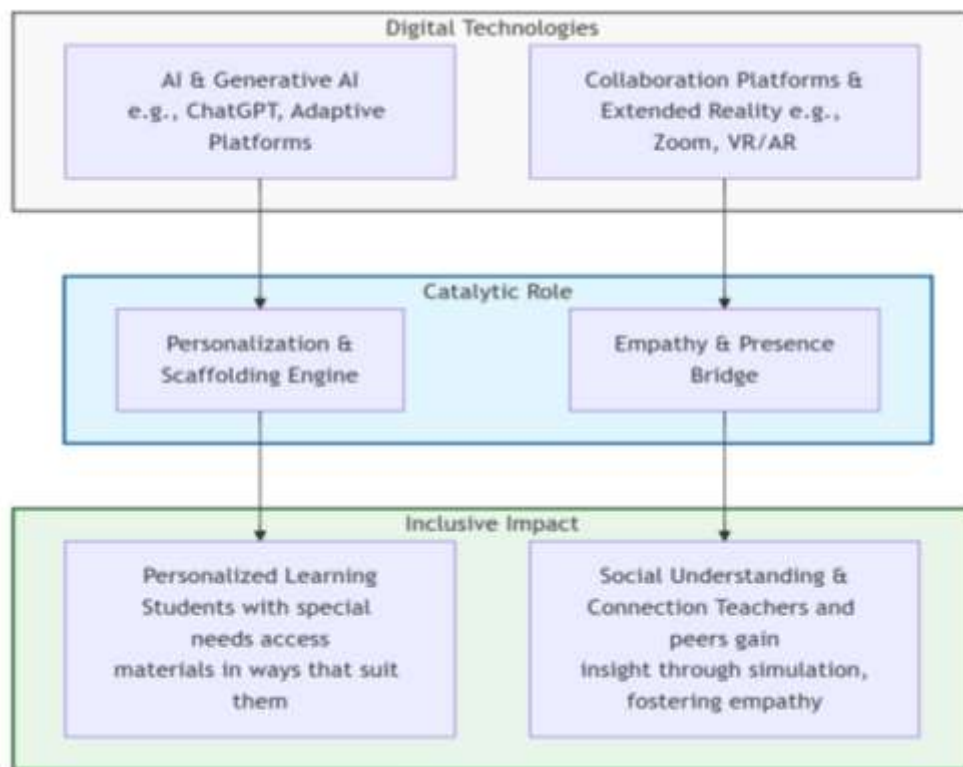 Digital Technologies
AI & Generative AI
e.g., ChatGPT, Adaptive
Platforms
Collaboration Platforms &
Extended Reality e.g.,
Zoom, VR/AR
Catalytic Role
Personalization &
Scaffolding Engine
Empathy & Presence
Bridge
Inclusive Impact
Personalized Learning
Students with special
needs access
materials in ways that suit
them
Social Understanding &
Connection Teachers and
peers gain
insight through simulation,
fostering empathy